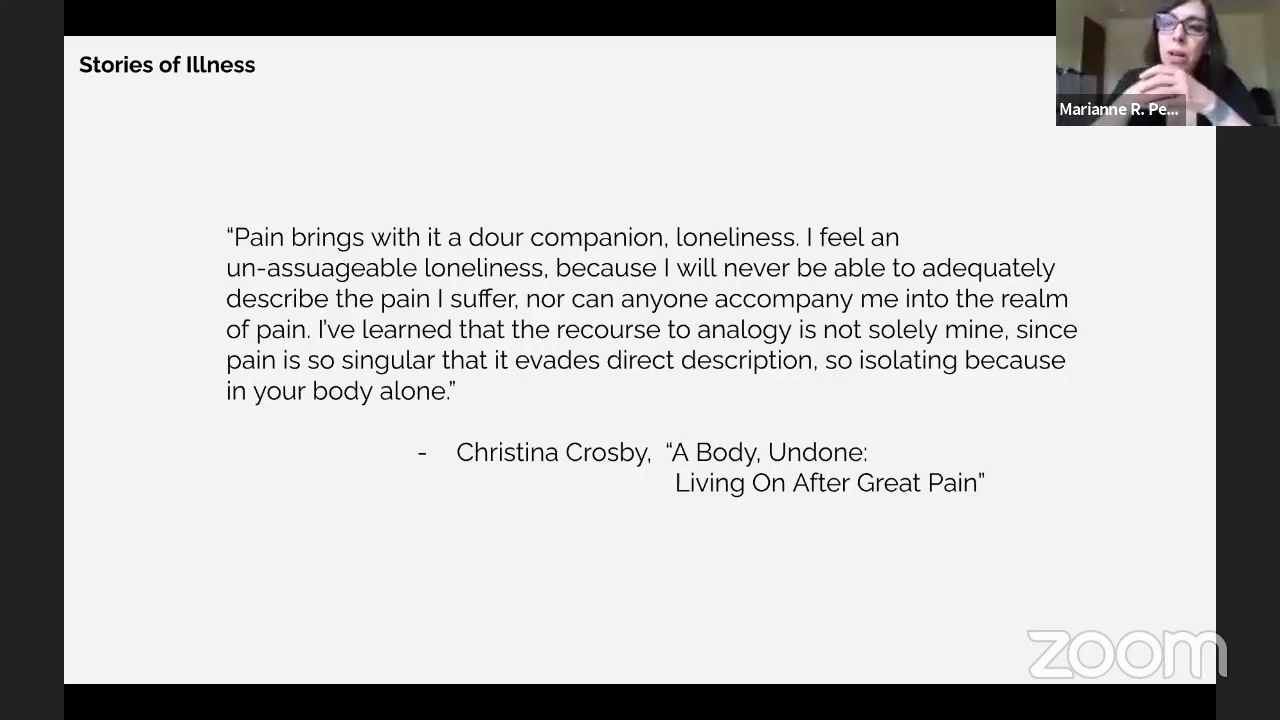 Stories of Illness
Marianne R. Pe...
“Pain brings with it a dour companion, loneliness. I feel an
un-assuageable loneliness, because I will never be able to adequately
describe the pain I suffer, nor can anyone accompany me into the realm
of pain. I’ve learned that the recourse to analogy is not solely mine, since
pain is so singular that it evades direct description, so isolating because
in your body alone.”
- Christina Crosby, “A Body, Undone:
Living On After Great Pain”
zoom